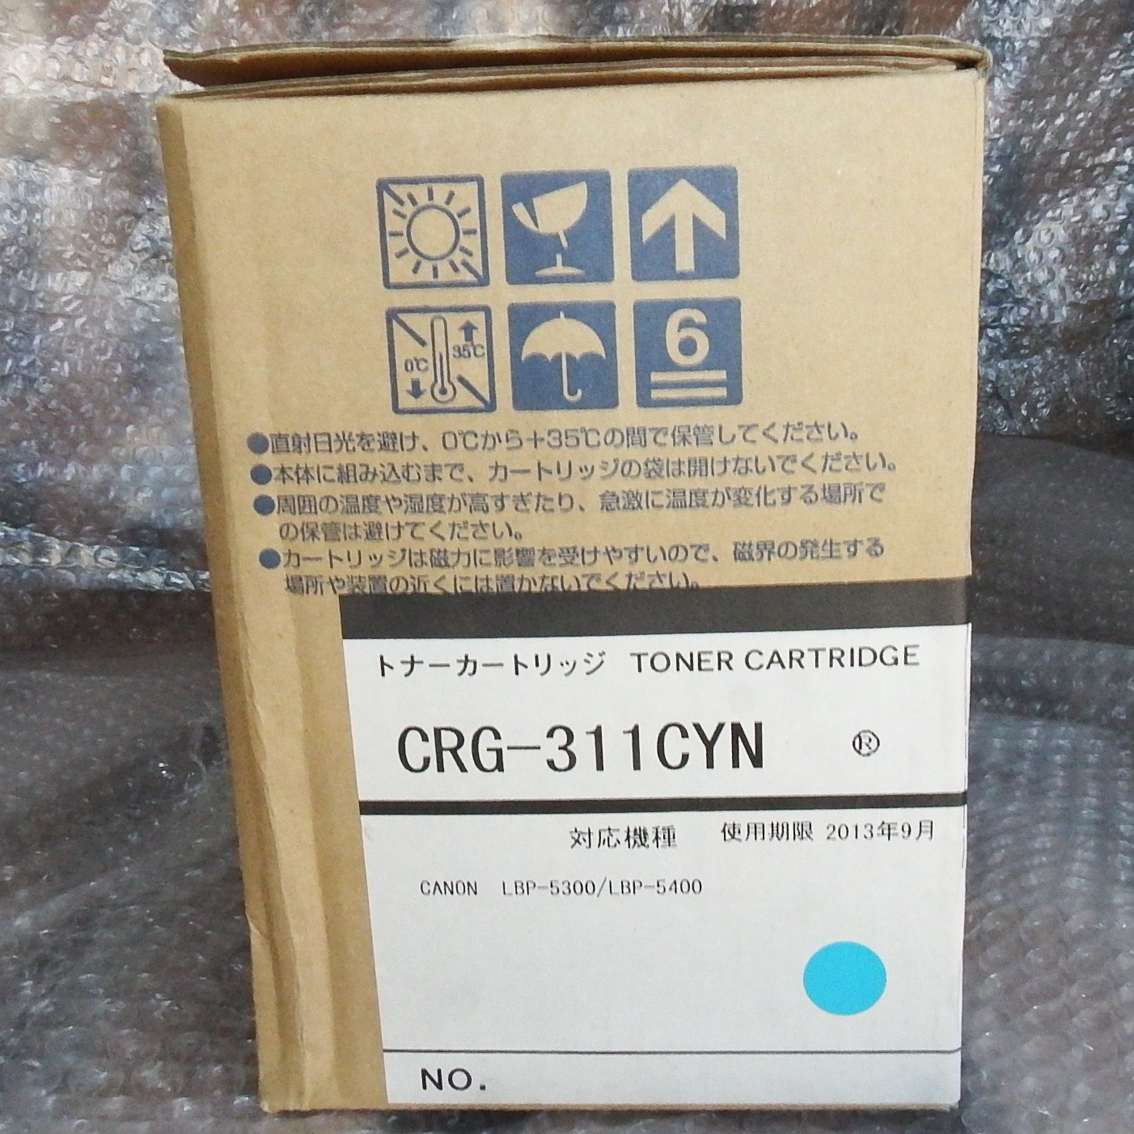 6
0℃ 35℃
●直射日光を避け、0℃から+35℃の間で保管してください。
●本体に組み込むまで、カートリッジの袋は開けないでください。
●周囲の温度や湿度が高すぎたり、急激に温度が変化する場所で
の保管は避けてください。
●カートリッジは磁力に影響を受けやすいので、磁界の発生する
場所や装置の近くには置かないでください。
トナーカートリッジ TONER CARTRIDGE
CRG-311CYN ®
対応機種 使用期限 2013年9月
CANON LBP-5300/LBP-5400
NO.